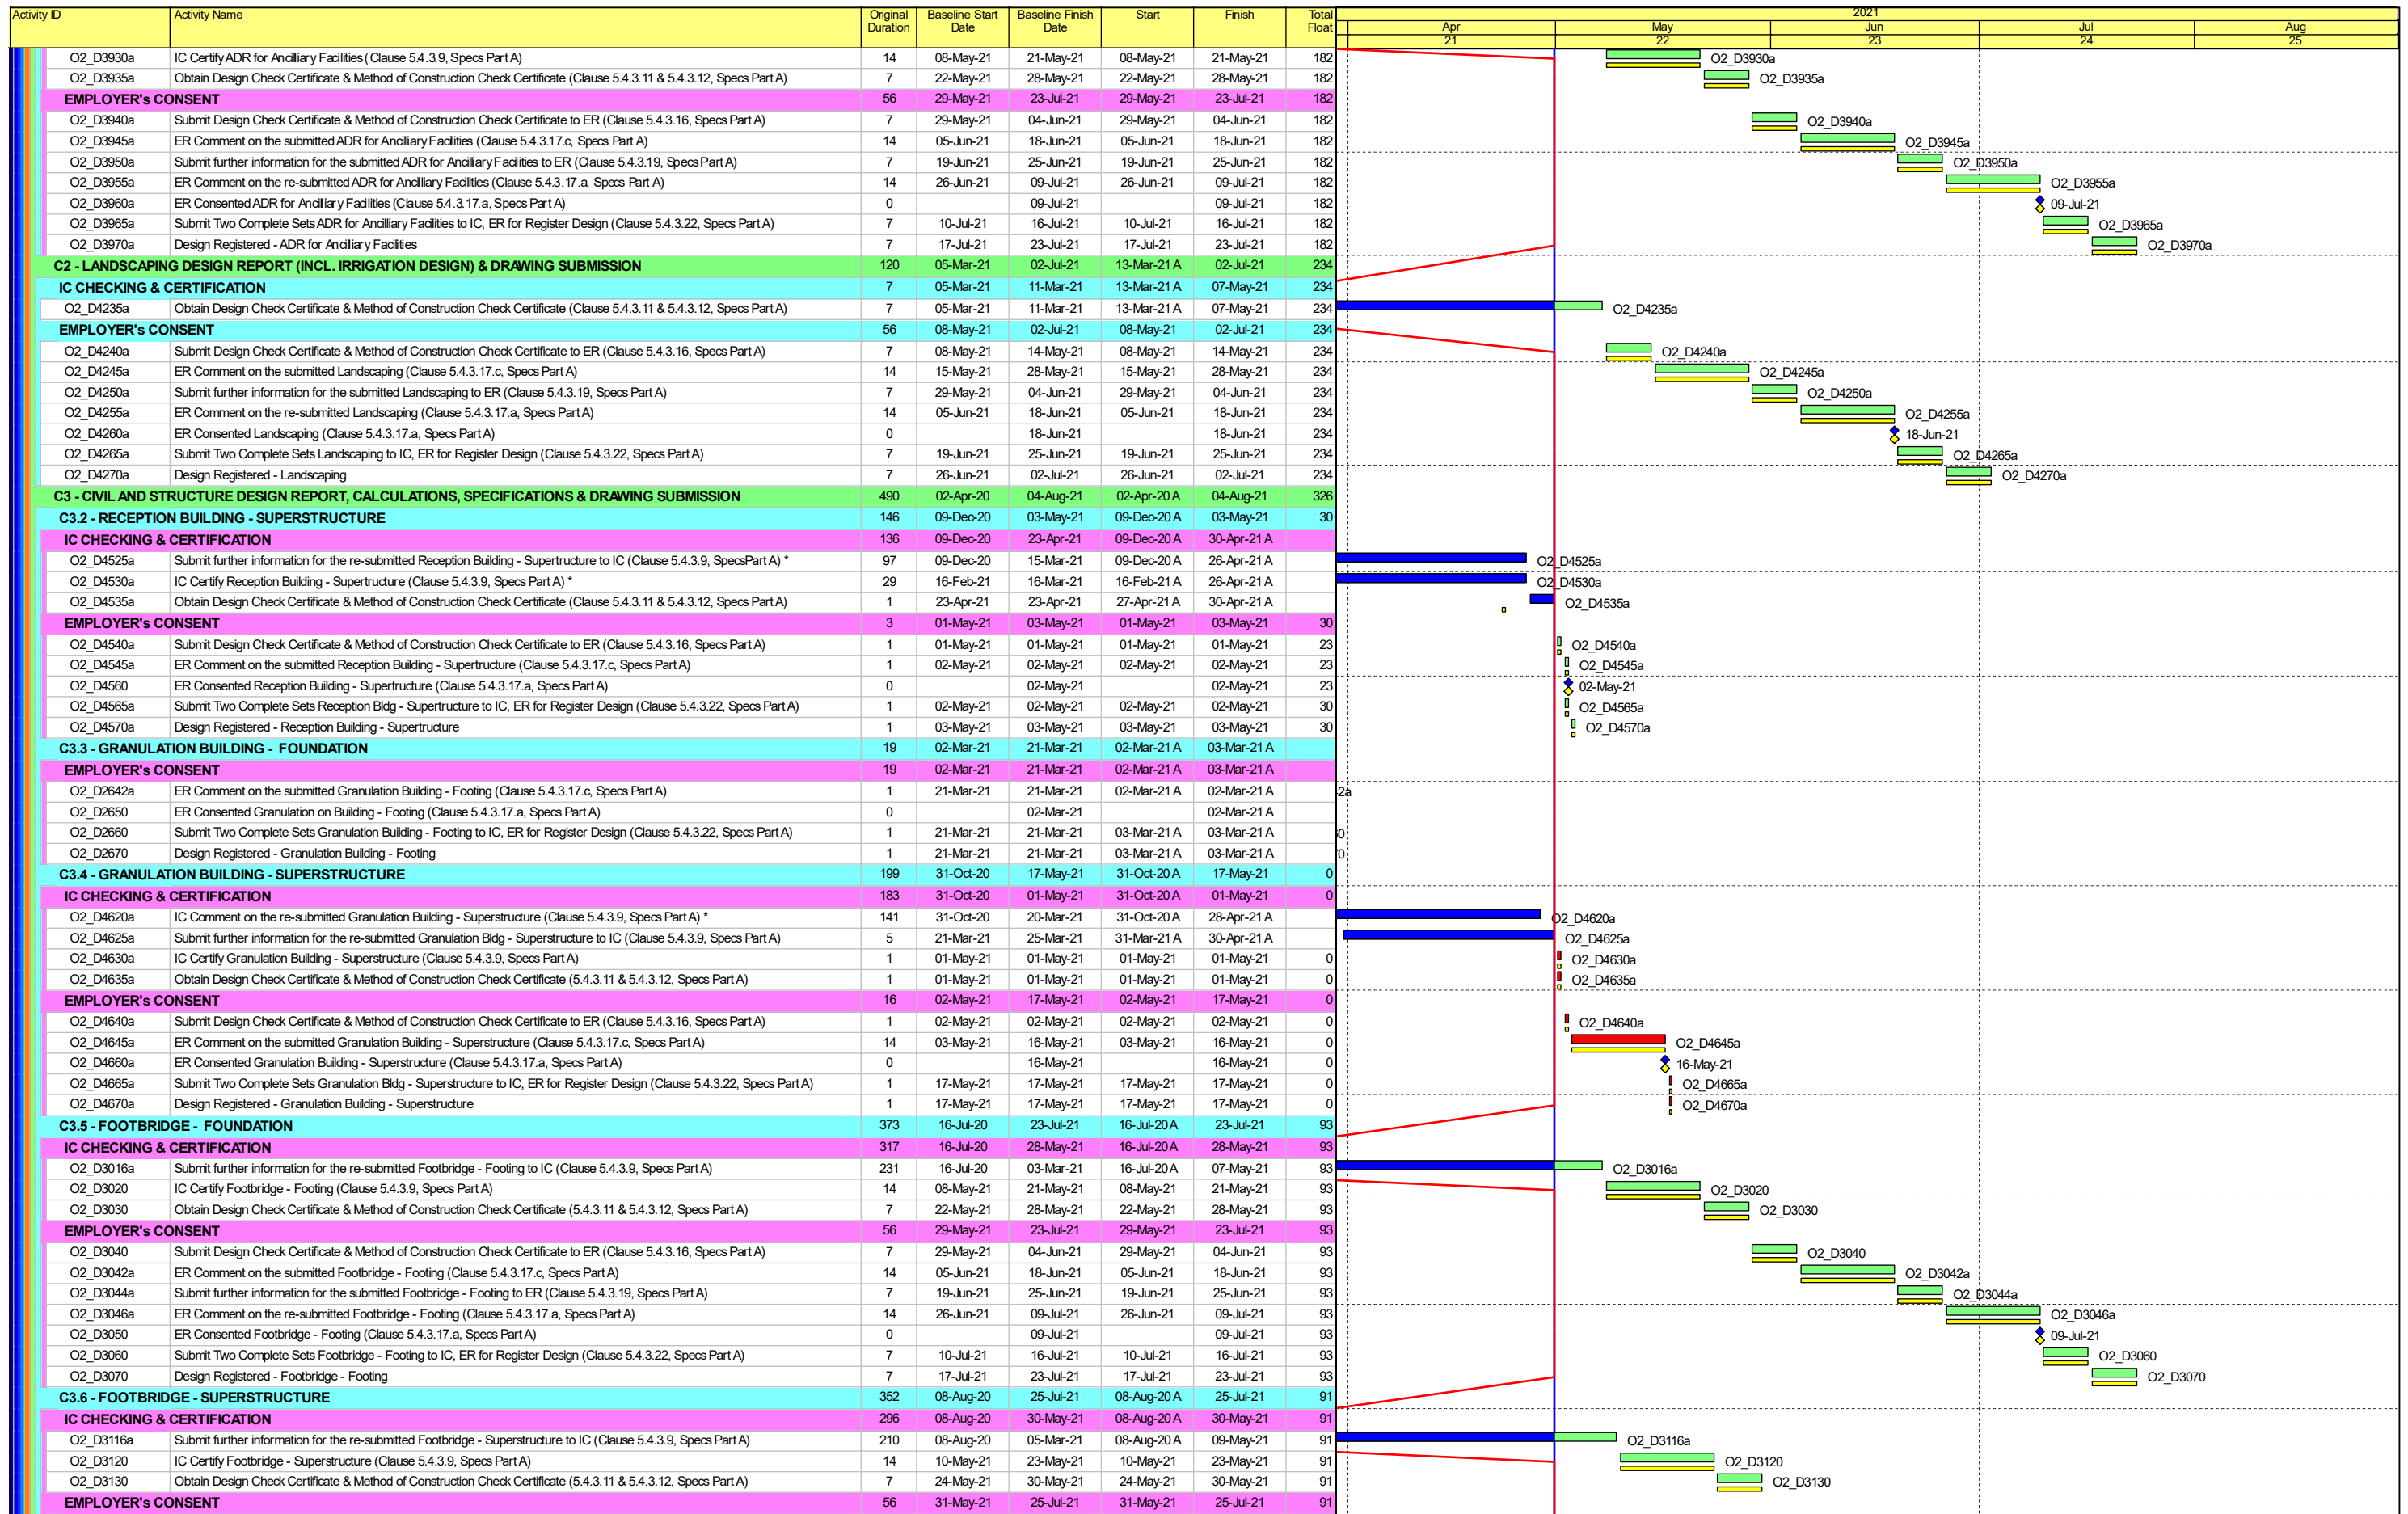 Activity ID Activity Name Original Duration Baseline Start Date Baseline Finish Date Start Finish Total Float 2021
Apr May Jun Jul Aug
21 22 23 24 25
O2_D3930a IC Certify ADR for Ancilliary Facilities (Clause 5.4.3.9, Specs Part A) 14 08-May-21 21-May-21 08-May-21 21-May-21 182 O2_D3930a
O2_D3935a Obtain Design Check Certificate & Method of Construction Check Certificate (Clause 5.4.3.11 & 5.4.3.12, Specs Part A) 7 22-May-21 28-May-21 22-May-21 28-May-21 182 O2_D3935a
EMPLOYER's CONSENT 56 29-May-21 23-Jul-21 29-May-21 23-Jul-21 182
O2_D3940a Submit Design Check Certificate & Method of Construction Check Certificate to ER (Clause 5.4.3.16, Specs Part A) 7 29-May-21 04-Jun-21 29-May-21 04-Jun-21 182 O2_D3940a
O2_D3945a ER Comment on the submitted ADR for Ancilliary Facilities (Clause 5.4.3.17.c, Specs Part A) 14 05-Jun-21 18-Jun-21 05-Jun-21 18-Jun-21 182 O2_D3945a
O2_D3950a Submit further information for the submitted ADR for Ancilliary Facilities to ER (Clause 5.4.3.19, Specs Part A) 7 19-Jun-21 25-Jun-21 19-Jun-21 25-Jun-21 182 O2_D3950a
O2_D3955a ER Comment on the re-submitted ADR for Ancilliary Facilities (Clause 5.4.3.17.a, Specs Part A) 14 26-Jun-21 09-Jul-21 26-Jun-21 09-Jul-21 182 O2_D3955a
O2_D3960a ER Consented ADR for Ancilliary Facilities (Clause 5.4.3.17.a, Specs Part A) 0 09-Jul-21 09-Jul-21 182 09-Jul-21
O2_D3965a Submit Two Complete Sets ADR for Ancilliary Facilities to IC, ER for Register Design (Clause 5.4.3.22, Specs Part A) 7 10-Jul-21 16-Jul-21 10-Jul-21 16-Jul-21 182 O2_D3965a
O2_D3970a Design Registered - ADR for Ancilliary Facilities 7 17-Jul-21 23-Jul-21 17-Jul-21 23-Jul-21 182 O2_D3970a
C2 - LANDSCAPING DESIGN REPORT (INCL. IRRIGATION DESIGN) & DRAWING SUBMISSION 120 05-Mar-21 02-Jul-21 13-Mar-21 A 02-Jul-21 234
IC CHECKING & CERTIFICATION 7 05-Mar-21 11-Mar-21 13-Mar-21 A 07-May-21 234
O2_D4235a Obtain Design Check Certificate & Method of Construction Check Certificate (Clause 5.4.3.11 & 5.4.3.12, Specs Part A) 7 05-Mar-21 11-Mar-21 13-Mar-21 A 07-May-21 234 O2_D4235a
EMPLOYER's CONSENT 56 08-May-21 02-Jul-21 08-May-21 02-Jul-21 234
O2_D4240a Submit Design Check Certificate & Method of Construction Check Certificate to ER (Clause 5.4.3.16, Specs Part A) 7 08-May-21 14-May-21 08-May-21 14-May-21 234 O2_D4240a
O2_D4245a ER Comment on the submitted Landscaping (Clause 5.4.3.17.c, Specs Part A) 14 15-May-21 28-May-21 15-May-21 28-May-21 234 O2_D4245a
O2_D4250a Submit further information for the submitted Landscaping to ER (Clause 5.4.3.19, Specs Part A) 7 29-May-21 04-Jun-21 29-May-21 04-Jun-21 234 O2_D4250a
O2_D4255a ER Comment on the re-submitted Landscaping (Clause 5.4.3.17.a, Specs Part A) 14 05-Jun-21 18-Jun-21 05-Jun-21 18-Jun-21 234 O2_D4255a
O2_D4260a ER Consented Landscaping (Clause 5.4.3.17.a, Specs Part A) 0 18-Jun-21 18-Jun-21 234 18-Jun-21
O2_D4265a Submit Two Complete Sets Landscaping to IC, ER for Register Design (Clause 5.4.3.22, Specs Part A) 7 19-Jun-21 25-Jun-21 19-Jun-21 25-Jun-21 234 O2_D4265a
O2_D4270a Design Registered - Landscaping 7 26-Jun-21 02-Jul-21 26-Jun-21 02-Jul-21 234 O2_D4270a
C3 - CIVIL AND STRUCTURE DESIGN REPORT, CALCULATIONS, SPECIFICATIONS & DRAWING SUBMISSION 490 02-Apr-20 04-Aug-21 02-Apr-20 A 04-Aug-21 326
C3.2 - RECEPTION BUILDING - SUPERSTRUCTURE 146 09-Dec-20 03-May-21 09-Dec-20 A 03-May-21 30
IC CHECKING & CERTIFICATION 136 09-Dec-20 23-Apr-21 09-Dec-20 A 30-Apr-21 A
O2_D4525a Submit further information for the re-submitted Reception Building - Supertructure to IC (Clause 5.4.3.9, SpecsPart A) * 97 09-Dec-20 15-Mar-21 09-Dec-20 A 26-Apr-21 A O2_D4525a
O2_D4530a IC Certify Reception Building - Supertructure (Clause 5.4.3.9, Specs Part A) * 29 16-Feb-21 16-Mar-21 16-Feb-21 A 26-Apr-21 A O2_D4530a
O2_D4535a Obtain Design Check Certificate & Method of Construction Check Certificate (Clause 5.4.3.11 & 5.4.3.12, Specs Part A) 1 23-Apr-21 23-Apr-21 27-Apr-21 A 30-Apr-21 A O2_D4535a
EMPLOYER's CONSENT 3 01-May-21 03-May-21 01-May-21 03-May-21 30
O2_D4540a Submit Design Check Certificate & Method of Construction Check Certificate to ER (Clause 5.4.3.16, Specs Part A) 1 01-May-21 01-May-21 01-May-21 01-May-21 23 O2_D4540a
O2_D4545a ER Comment on the submitted Reception Building - Supertructure (Clause 5.4.3.17.c, Specs Part A) 1 02-May-21 02-May-21 02-May-21 02-May-21 23 O2_D4545a
O2_D4560 ER Consented Reception Building - Supertructure (Clause 5.4.3.17.a, Specs Part A) 0 02-May-21 02-May-21 23 02-May-21
O2_D4565a Submit Two Complete Sets Reception Bldg - Supertructure to IC, ER for Register Design (Clause 5.4.3.22, Specs Part A) 1 02-May-21 02-May-21 02-May-21 02-May-21 30 O2_D4565a
O2_D4570a Design Registered - Reception Building - Supertructure 1 03-May-21 03-May-21 03-May-21 03-May-21 30 O2_D4570a
C3.3 - GRANULATION BUILDING - FOUNDATION 19 02-Mar-21 21-Mar-21 02-Mar-21 A 03-Mar-21 A
EMPLOYER's CONSENT 19 02-Mar-21 21-Mar-21 02-Mar-21 A 03-Mar-21 A
O2_D2642a ER Comment on the submitted Granulation Building - Footing (Clause 5.4.3.17.c, Specs Part A) 1 21-Mar-21 21-Mar-21 02-Mar-21 A 02-Mar-21 A 2a
O2_D2650 ER Consented Granulation on Building - Footing (Clause 5.4.3.17.a, Specs Part A) 0 02-Mar-21 02-Mar-21 A
O2_D2660 Submit Two Complete Sets Granulation Building - Footing to IC, ER for Register Design (Clause 5.4.3.22, Specs Part A) 1 21-Mar-21 21-Mar-21 03-Mar-21 A 03-Mar-21 A 0
O2_D2670 Design Registered - Granulation Building - Footing 1 21-Mar-21 21-Mar-21 03-Mar-21 A 03-Mar-21 A 0
C3.4 - GRANULATION BUILDING - SUPERSTRUCTURE 199 31-Oct-20 17-May-21 31-Oct-20 A 17-May-21 0
IC CHECKING & CERTIFICATION 183 31-Oct-20 01-May-21 31-Oct-20 A 01-May-21 0
O2_D4620a IC Comment on the re-submitted Granulation Building - Superstructure (Clause 5.4.3.9, Specs Part A) * 141 31-Oct-20 20-Mar-21 31-Oct-20 A 28-Apr-21 A O2_D4620a
O2_D4625a Submit further information for the re-submitted Granulation Bldg - Superstructure to IC (Clause 5.4.3.9, Specs Part A) 5 21-Mar-21 25-Mar-21 31-Mar-21 A 30-Apr-21 A O2_D4625a
O2_D4630a IC Certify Granulation Building - Superstructure (Clause 5.4.3.9, Specs Part A) 1 01-May-21 01-May-21 01-May-21 01-May-21 0 O2_D4630a
O2_D4635a Obtain Design Check Certificate & Method of Construction Check Certificate (5.4.3.11 & 5.4.3.12, Specs Part A) 1 01-May-21 01-May-21 01-May-21 01-May-21 0 O2_D4635a
EMPLOYER's CONSENT 16 02-May-21 17-May-21 02-May-21 17-May-21 0
O2_D4640a Submit Design Check Certificate & Method of Construction Check Certificate to ER (Clause 5.4.3.16, Specs Part A) 1 02-May-21 02-May-21 02-May-21 02-May-21 0 O2_D4640a
O2_D4645a ER Comment on the submitted Granulation Building - Superstructure (Clause 5.4.3.17.c, Specs Part A) 14 03-May-21 16-May-21 03-May-21 16-May-21 0 O2_D4645a
O2_D4660a ER Consented Granulation Building - Superstructure (Clause 5.4.3.17.a, Specs Part A) 0 16-May-21 16-May-21 0 16-May-21
O2_D4665a Submit Two Complete Sets Granulation Bldg - Superstructure to IC, ER for Register Design (Clause 5.4.3.22, Specs Part A) 1 17-May-21 17-May-21 17-May-21 17-May-21 0 O2_D4665a
O2_D4670a Design Registered - Granulation Building - Superstructure 1 17-May-21 17-May-21 17-May-21 17-May-21 0 O2_D4670a
C3.5 - FOOTBRIDGE - FOUNDATION 373 16-Jul-20 23-Jul-21 16-Jul-20 A 23-Jul-21 93
IC CHECKING & CERTIFICATION 317 16-Jul-20 28-May-21 16-Jul-20 A 28-May-21 93
O2_D3016a Submit further information for the re-submitted Footbridge - Footing to IC (Clause 5.4.3.9, Specs Part A) 231 16-Jul-20 03-Mar-21 16-Jul-20 A 07-May-21 93 O2_D3016a
O2_D3020 IC Certify Footbridge - Footing (Clause 5.4.3.9, Specs Part A) 14 08-May-21 21-May-21 08-May-21 21-May-21 93 O2_D3020
O2_D3030 Obtain Design Check Certificate & Method of Construction Check Certificate (5.4.3.11 & 5.4.3.12, Specs Part A) 7 22-May-21 28-May-21 22-May-21 28-May-21 93 O2_D3030
EMPLOYER's CONSENT 56 29-May-21 23-Jul-21 29-May-21 23-Jul-21 93
O2_D3040 Submit Design Check Certificate & Method of Construction Check Certificate to ER (Clause 5.4.3.16, Specs Part A) 7 29-May-21 04-Jun-21 29-May-21 04-Jun-21 93 O2_D3040
O2_D3042a ER Comment on the submitted Footbridge - Footing (Clause 5.4.3.17.c, Specs Part A) 14 05-Jun-21 18-Jun-21 05-Jun-21 18-Jun-21 93 O2_D3042a
O2_D3044a Submit further information for the submitted Footbridge - Footing to ER (Clause 5.4.3.19, Specs Part A) 7 19-Jun-21 25-Jun-21 19-Jun-21 25-Jun-21 93 O2_D3044a
O2_D3046a ER Comment on the re-submitted Footbridge - Footing (Clause 5.4.3.17.a, Specs Part A) 14 26-Jun-21 09-Jul-21 26-Jun-21 09-Jul-21 93 O2_D3046a
O2_D3050 ER Consented Footbridge - Footing (Clause 5.4.3.17.a, Specs Part A) 0 09-Jul-21 09-Jul-21 93 09-Jul-21
O2_D3060 Submit Two Complete Sets Footbridge - Footing to IC, ER for Register Design (Clause 5.4.3.22, Specs Part A) 7 10-Jul-21 16-Jul-21 10-Jul-21 16-Jul-21 93 O2_D3060
O2_D3070 Design Registered - Footbridge - Footing 7 17-Jul-21 23-Jul-21 17-Jul-21 23-Jul-21 93 O2_D3070
C3.6 - FOOTBRIDGE - SUPERSTRUCTURE 352 08-Aug-20 25-Jul-21 08-Aug-20 A 25-Jul-21 91
IC CHECKING & CERTIFICATION 296 08-Aug-20 30-May-21 08-Aug-20 A 30-May-21 91
O2_D3116a Submit further information for the re-submitted Footbridge - Superstructure to IC (Clause 5.4.3.9, Specs Part A) 210 08-Aug-20 05-Mar-21 08-Aug-20 A 09-May-21 91 O2_D3116a
O2_D3120 IC Certify Footbridge - Superstructure (Clause 5.4.3.9, Specs Part A) 14 10-May-21 23-May-21 10-May-21 23-May-21 91 O2_D3120
O2_D3130 Obtain Design Check Certificate & Method of Construction Check Certificate (5.4.3.11 & 5.4.3.12, Specs Part A) 7 24-May-21 30-May-21 24-May-21 30-May-21 91 O2_D3130
EMPLOYER's CONSENT 56 31-May-21 25-Jul-21 31-May-21 25-Jul-21 91